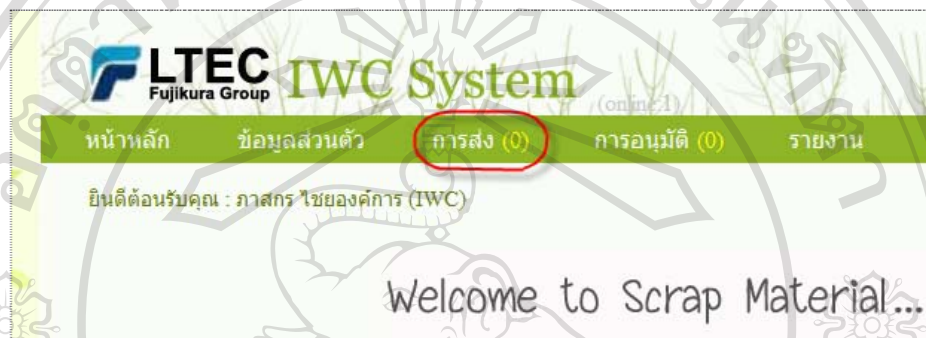 LTEC
Fujikura Group
IWC System
(online 1)
หน้าหลัก ข้อมูลส่วนตัว การส่ง (0) การอนุมัติ (0) รายงาน
ยินดีต้อนรับคุณ : ภาสกร ไชยองค์การ (IWC)
Welcome to Scrap Material...